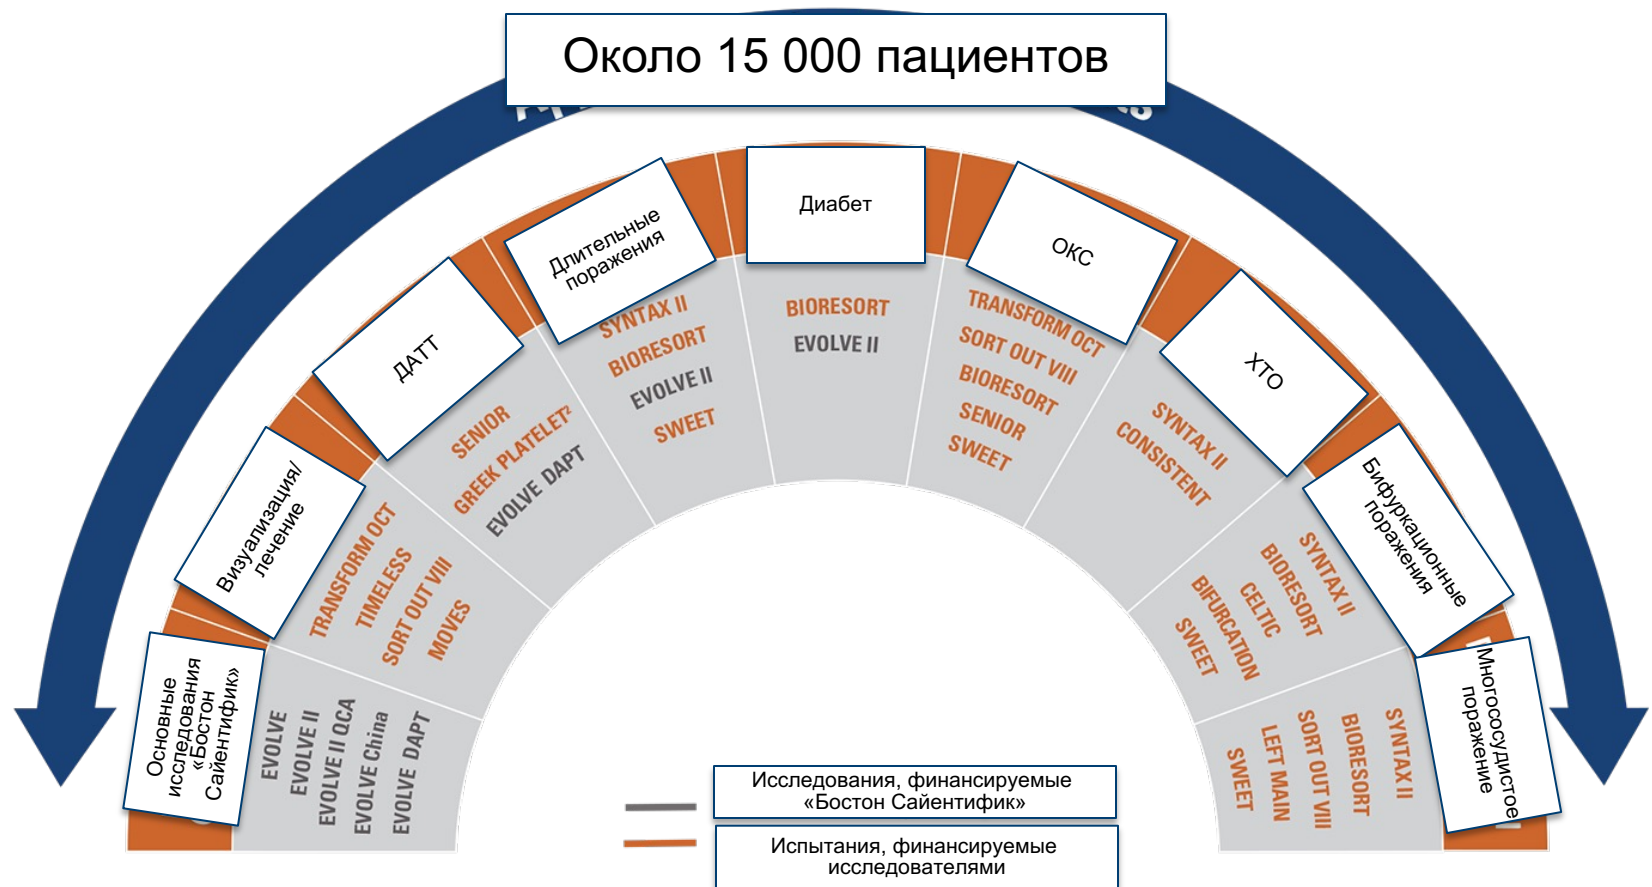 Около 15 000 пациентов
Основные
исследования
«Бостон
Сайентифик»
EVOLVE
EVOLVE II
EVOLVE II QCA
EVOLVE China
EVOLVE DAPT
Визуализация/
лечение
TRANSFORM OCT
TIMELESS
SORT OUT VIII
MOVES
ДАТТ
SENIOR
GREEK PLATELET²
EVOLVE DAPT
Длительные
поражения
SYNTAX II
BIORESORT
EVOLVE II
SWEET
Диабет
BIORESORT
EVOLVE II
ОКС
TRANSFORM OCT
SORT OUT VIII
BIORESORT
SENIOR
SWEET
ХТО
SYNTAX II
CONSISTENT
Бифуркационные
поражения
SYNTAX II
BIORESORT
CELTIC
BIFURCATION
SWEET
Многососудистое
поражение
SYNTAX II
BIORESORT
SORT OUT VIII
LEFT MAIN
SWEET
Исследования, финансируемые
«Бостон Сайентифик»
Испытания, финансируемые
исследователями